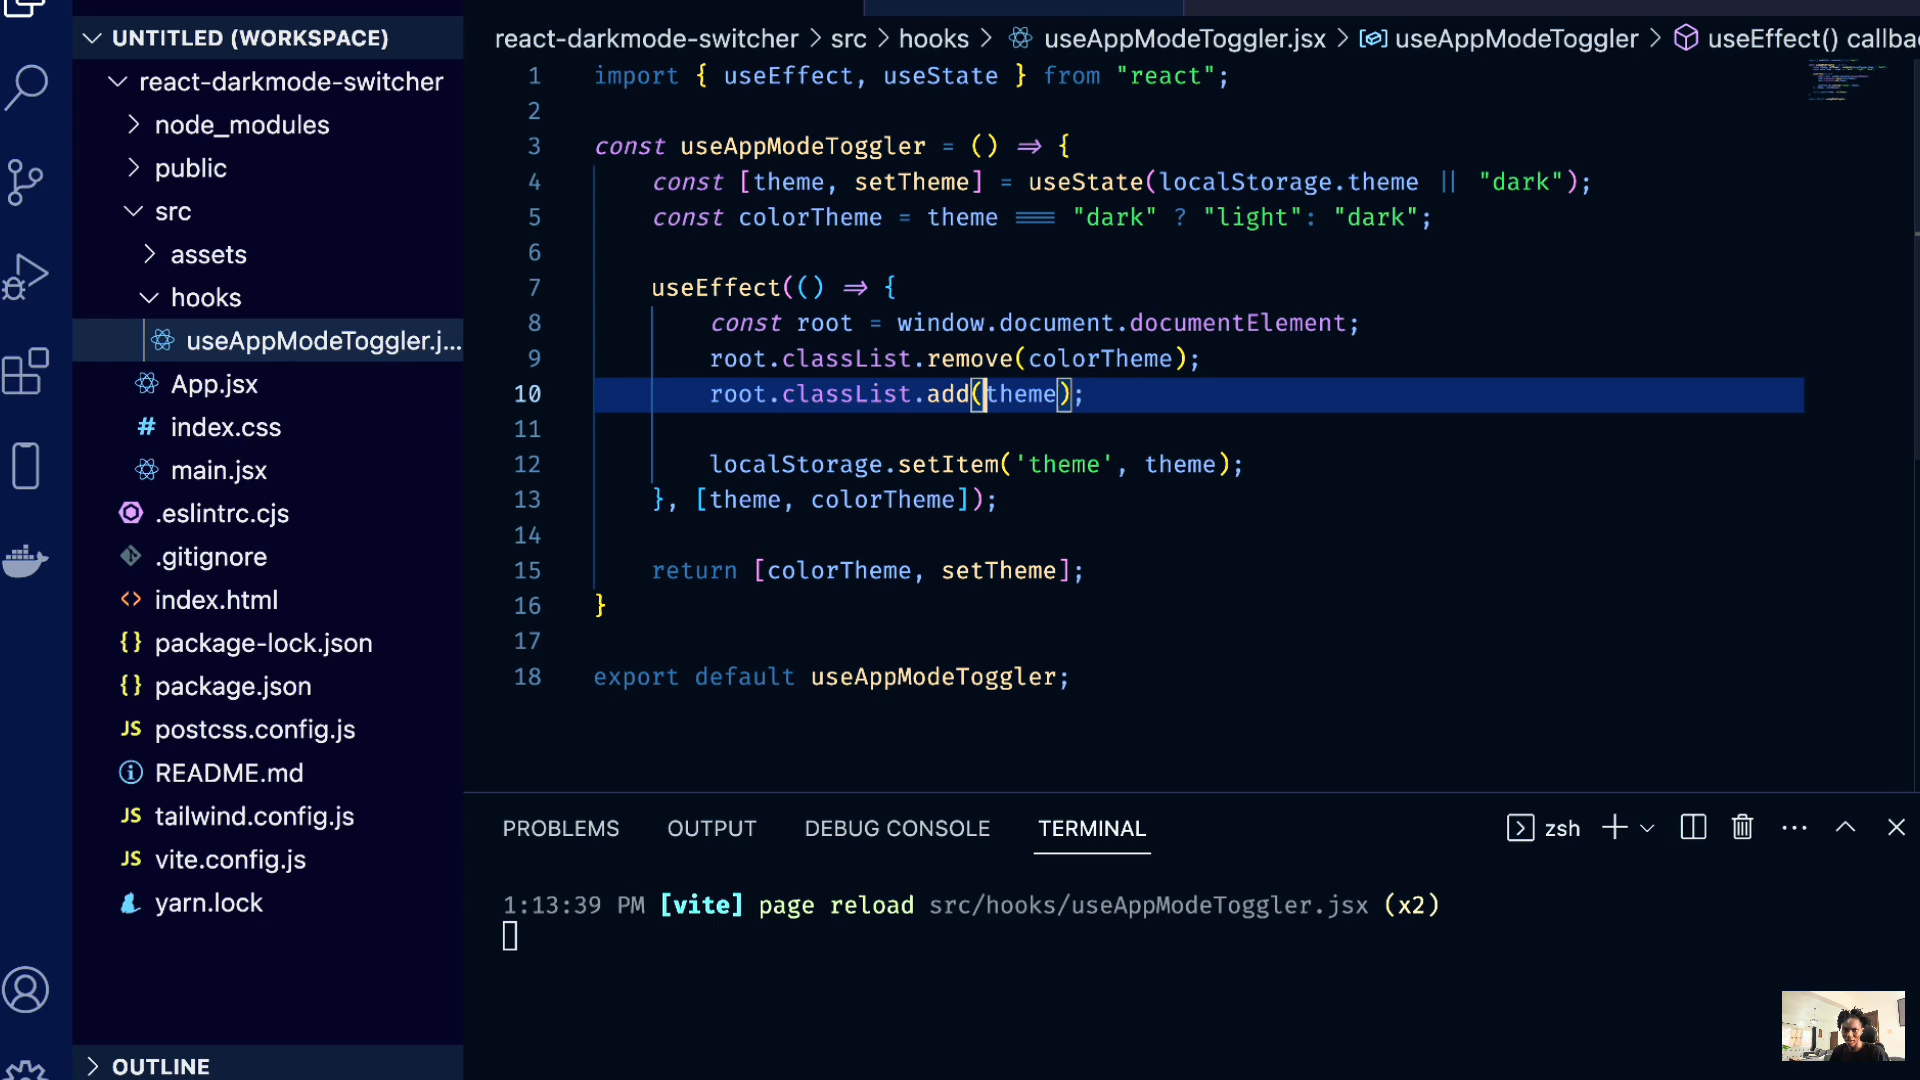 UNTITLED (WORKSPACE)
react-darkmode-switcher
node_modules
public
src
assets
hooks
useAppModeToggler.j...
App.jsx
index.css
main.jsx
.eslintrc.cjs
.gitignore
index.html
package-lock.json
package.json
postcss.config.js
README.md
tailwind.config.js
vite.config.js
yarn.lock
OUTLINE
react-darkmode-switcher > src > hooks > useAppModeToggler.jsx > useAppModeToggler > useEffect() callba
1 import { useEffect, useState } from "react";
2
3 const useAppModeToggler = () => {
4 const [theme, setTheme] = useState(localStorage.theme || "dark");
5 const colorTheme = theme === "dark" ? "light": "dark";
6
7 useEffect(() => {
8 const root = window.document.documentElement;
9 root.classList.remove(colorTheme);
10 root.classList.add(theme);
11
12 localStorage.setItem('theme', theme);
13 }, [theme, colorTheme]);
14
15 return [colorTheme, setTheme];
16 }
17
18 export default useAppModeToggler;
PROBLEMS OUTPUT DEBUG CONSOLE TERMINAL zsh
1:13:39 PM [vite] page reload src/hooks/useAppModeToggler.jsx (x2)